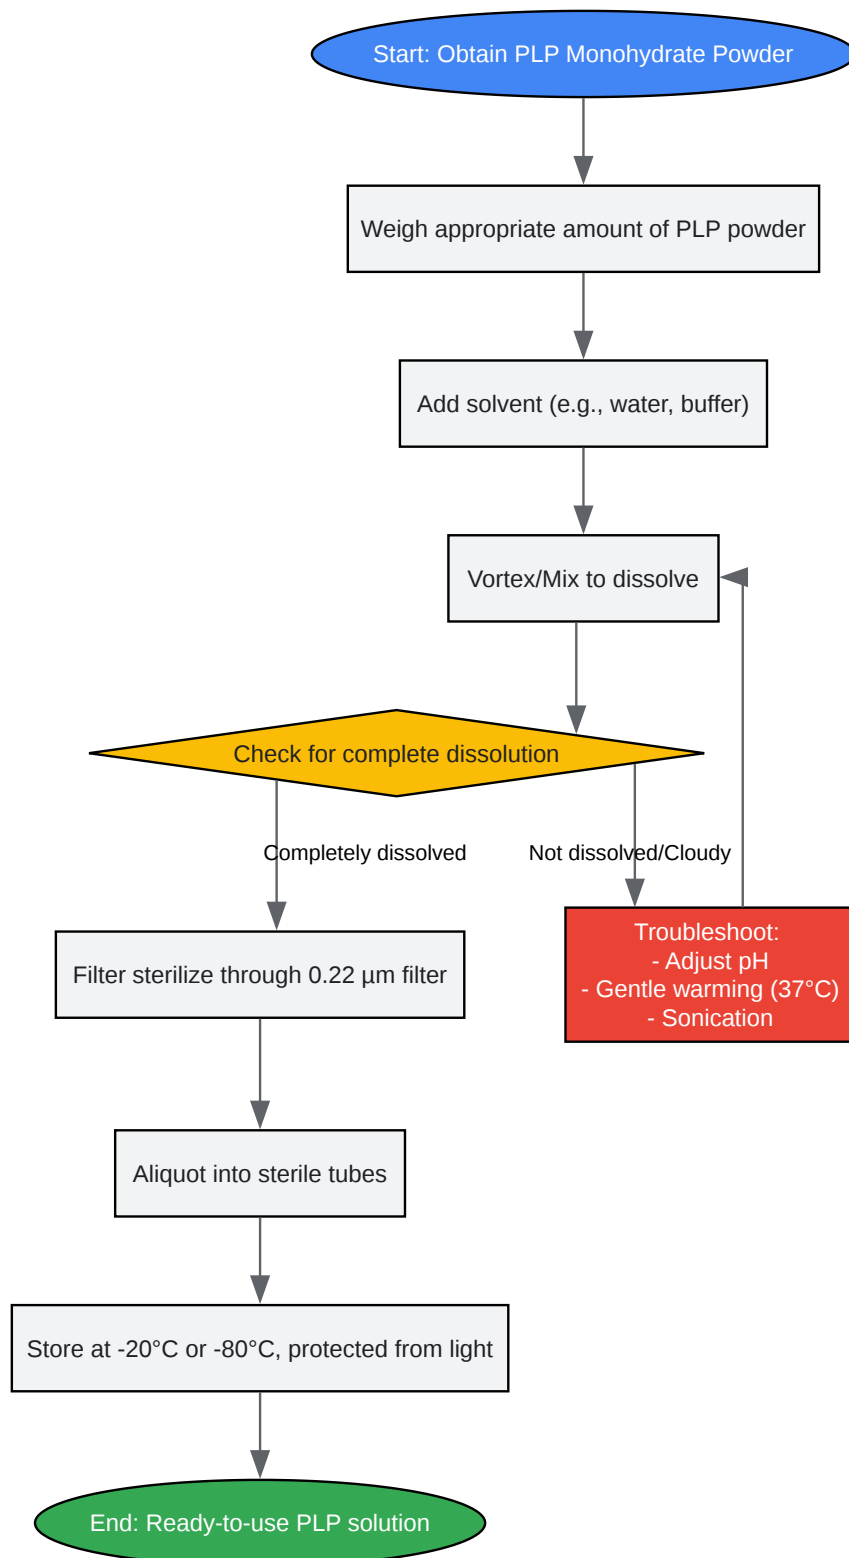 Start: Obtain PLP Monohydrate Powder
Weigh appropriate amount of PLP powder
Add solvent (e.g., water, buffer)
Vortex/Mix to dissolve
Check for complete dissolution
Completely dissolved
Not dissolved/Cloudy
Troubleshoot:
- Adjust pH
- Gentle warming (37°C)
- Sonication
Filter sterilize through 0.22 µm filter
Aliquot into sterile tubes
Store at -20°C or -80°C, protected from light
End: Ready-to-use PLP solution